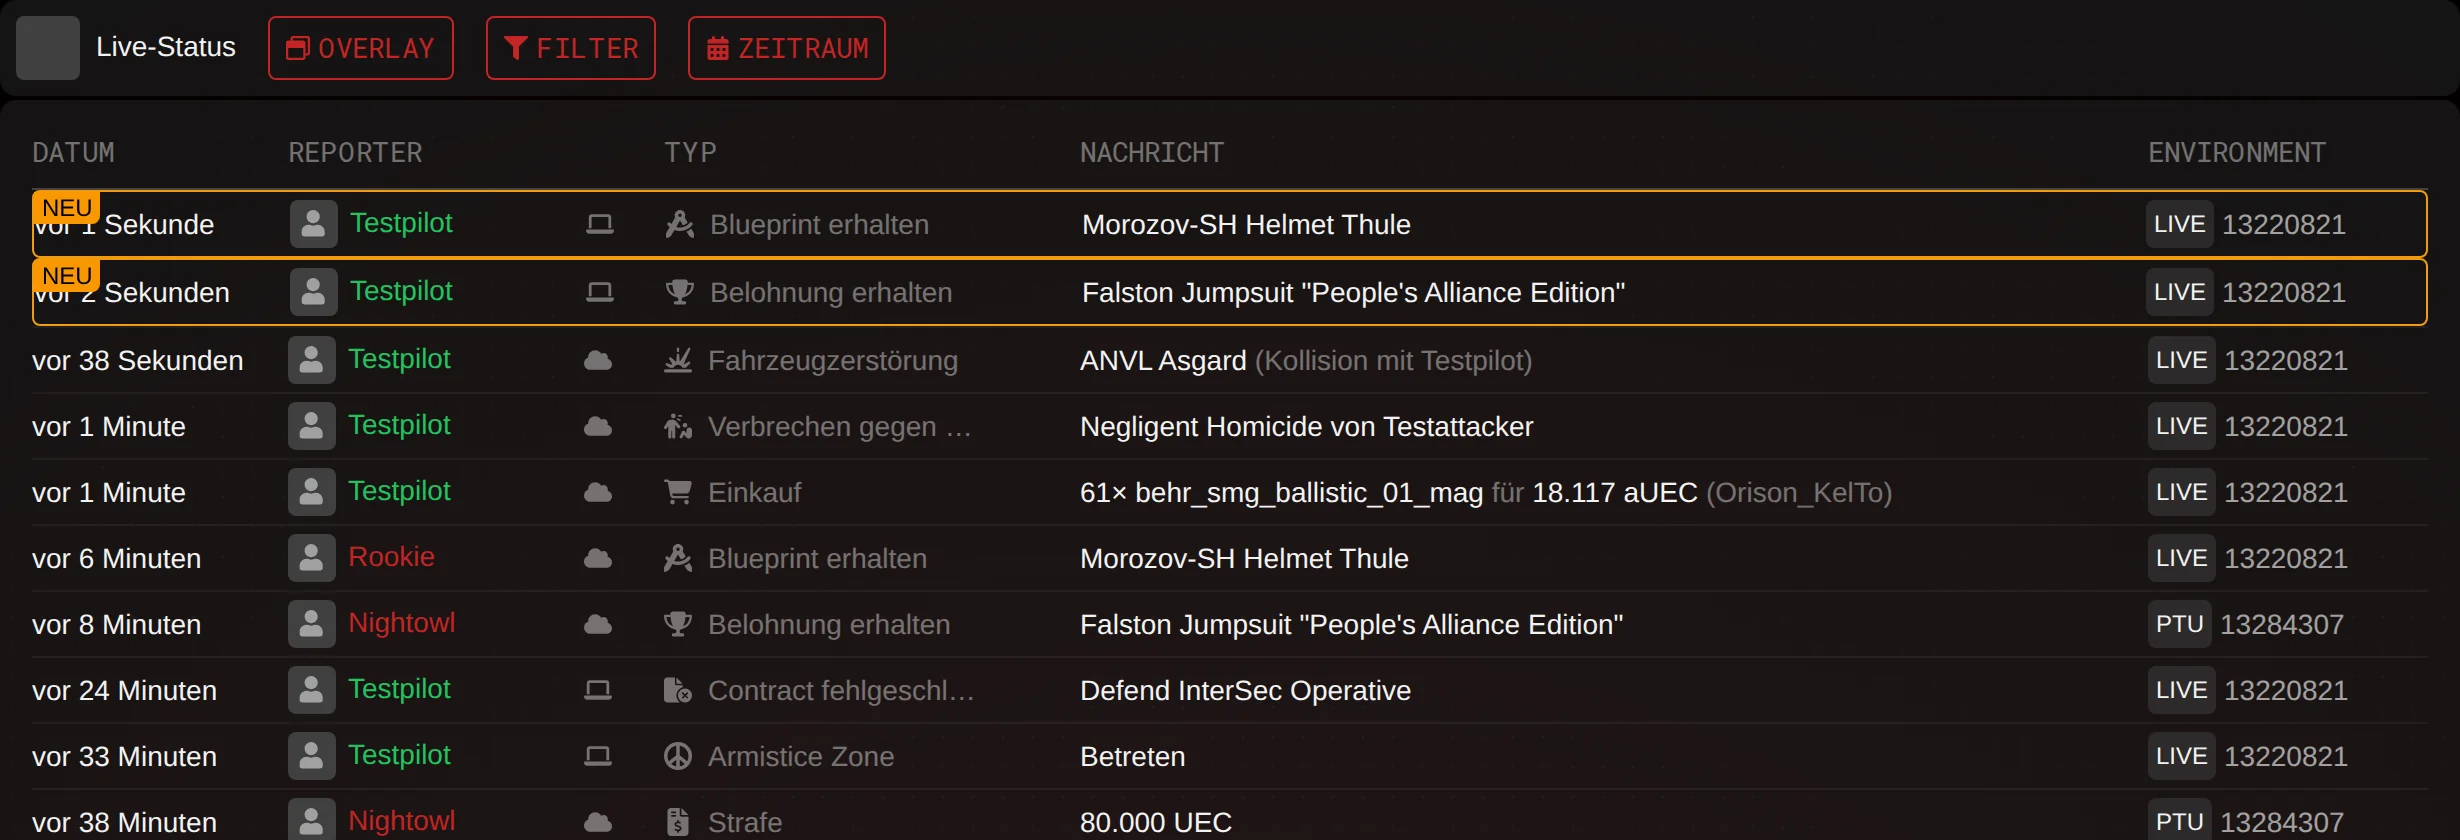 Live-Status OVERLAY FILTER ZEITRAUM
DATUM REPORTER TYP NACHRICHT ENVIRONMENT
NEU
vor 1 Sekunde Testpilot Blueprint erhalten Morozov-SH Helmet Thule LIVE 13220821
NEU
vor 2 Sekunden Testpilot Belohnung erhalten Falston Jumpsuit "People's Alliance Edition" LIVE 13220821
vor 38 Sekunden Testpilot Fahrzeugzerstörung ANVL Asgard (Kollision mit Testpilot) LIVE 13220821
vor 1 Minute Testpilot Verbrechen gegen … Negligent Homicide von Testattacker LIVE 13220821
vor 1 Minute Testpilot Einkauf 61× behr_smg_ballistic_01_mag für 18.117 aUEC (Orison_KelTo) LIVE 13220821
vor 6 Minuten Rookie Blueprint erhalten Morozov-SH Helmet Thule LIVE 13220821
vor 8 Minuten Nightowl Belohnung erhalten Falston Jumpsuit "People's Alliance Edition" PTU 13284307
vor 24 Minuten Testpilot Contract fehlgeschl… Defend InterSec Operative LIVE 13220821
vor 33 Minuten Testpilot Armistice Zone Betreten LIVE 13220821
vor 38 Minuten Nightowl Strafe 80.000 UEC PTU 13284307